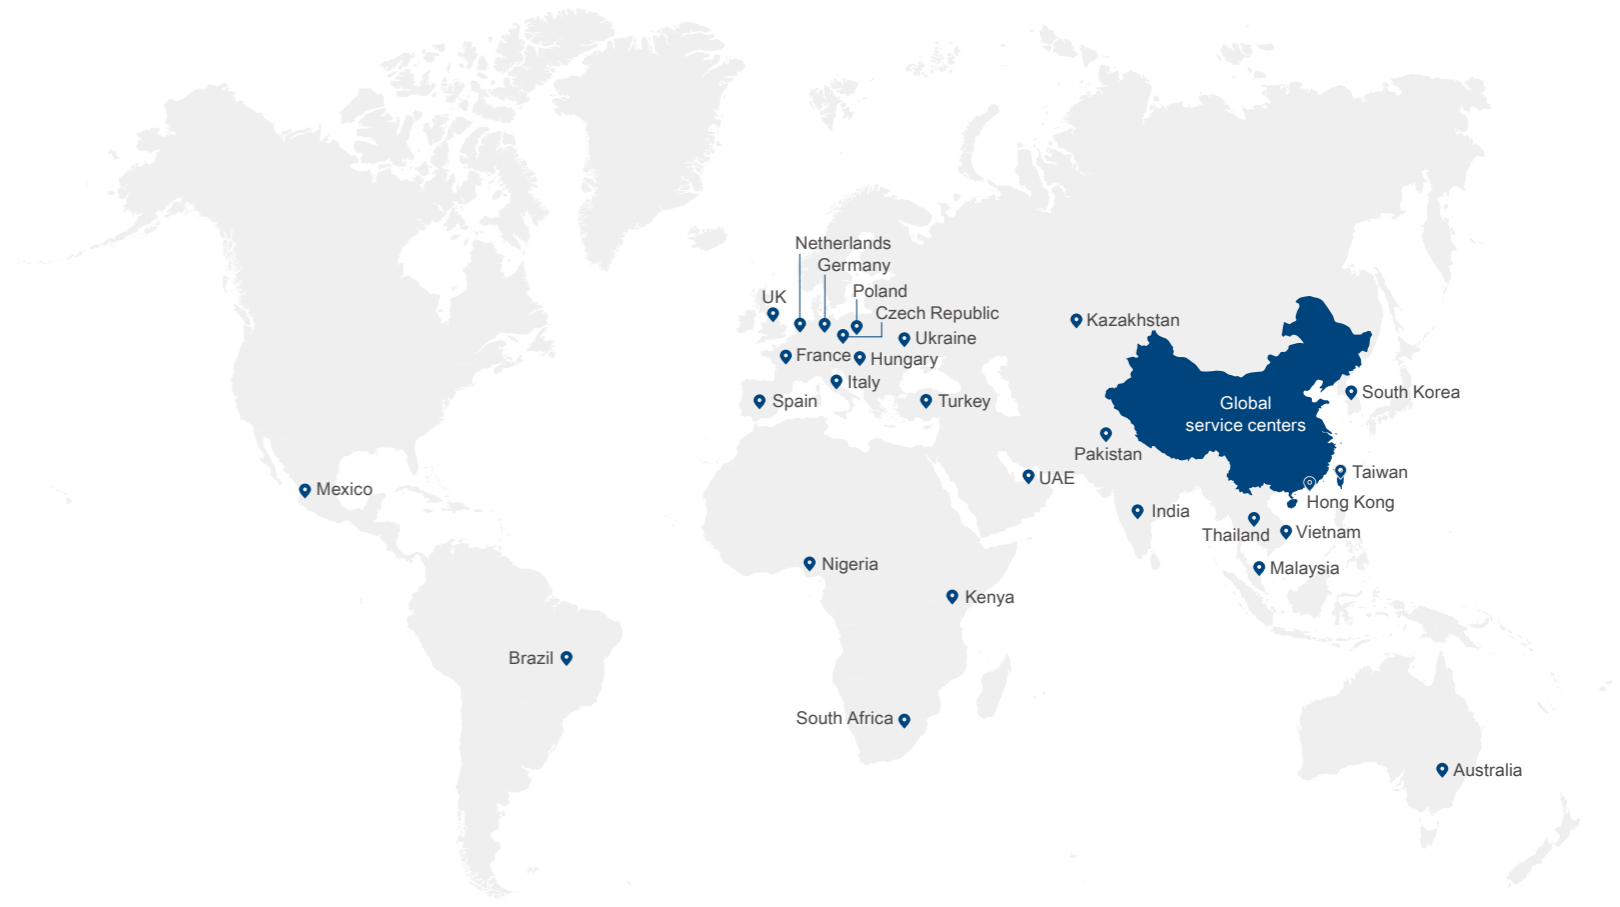 Netherlands
Germany
Poland
UK
Czech Republic
Kazakhstan
Ukraine
France
Hungary
Italy
Spain
Turkey
South Korea
Global
service centers
Pakistan
UAE
Taiwan
Mexico
Hong Kong
India
Thailand
Vietnam
Nigeria
Malaysia
Kenya
Brazil
South Africa
Australia